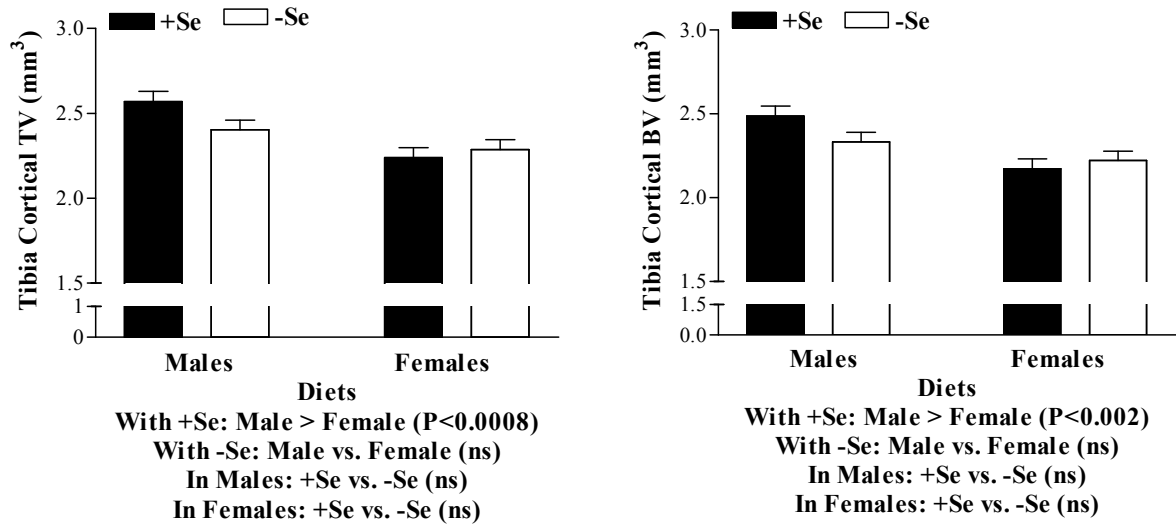 +Se -Se
Tibia Cortical TV (mm³)
3.0
2.5
2.0
1.5
1
0
Males Females
Diets
With +Se: Male > Female (P<0.0008)
With -Se: Male vs. Female (ns)
In Males: +Se vs. -Se (ns)
In Females: +Se vs. -Se (ns)
+Se -Se
Tibia Cortical BV (mm³)
3.0
2.5
2.0
1.5
1.5
0.0
Males Females
Diets
With +Se: Male > Female (P<0.002)
With -Se: Male vs. Female (ns)
In Males: +Se vs. -Se (ns)
In Females: +Se vs. -Se (ns)